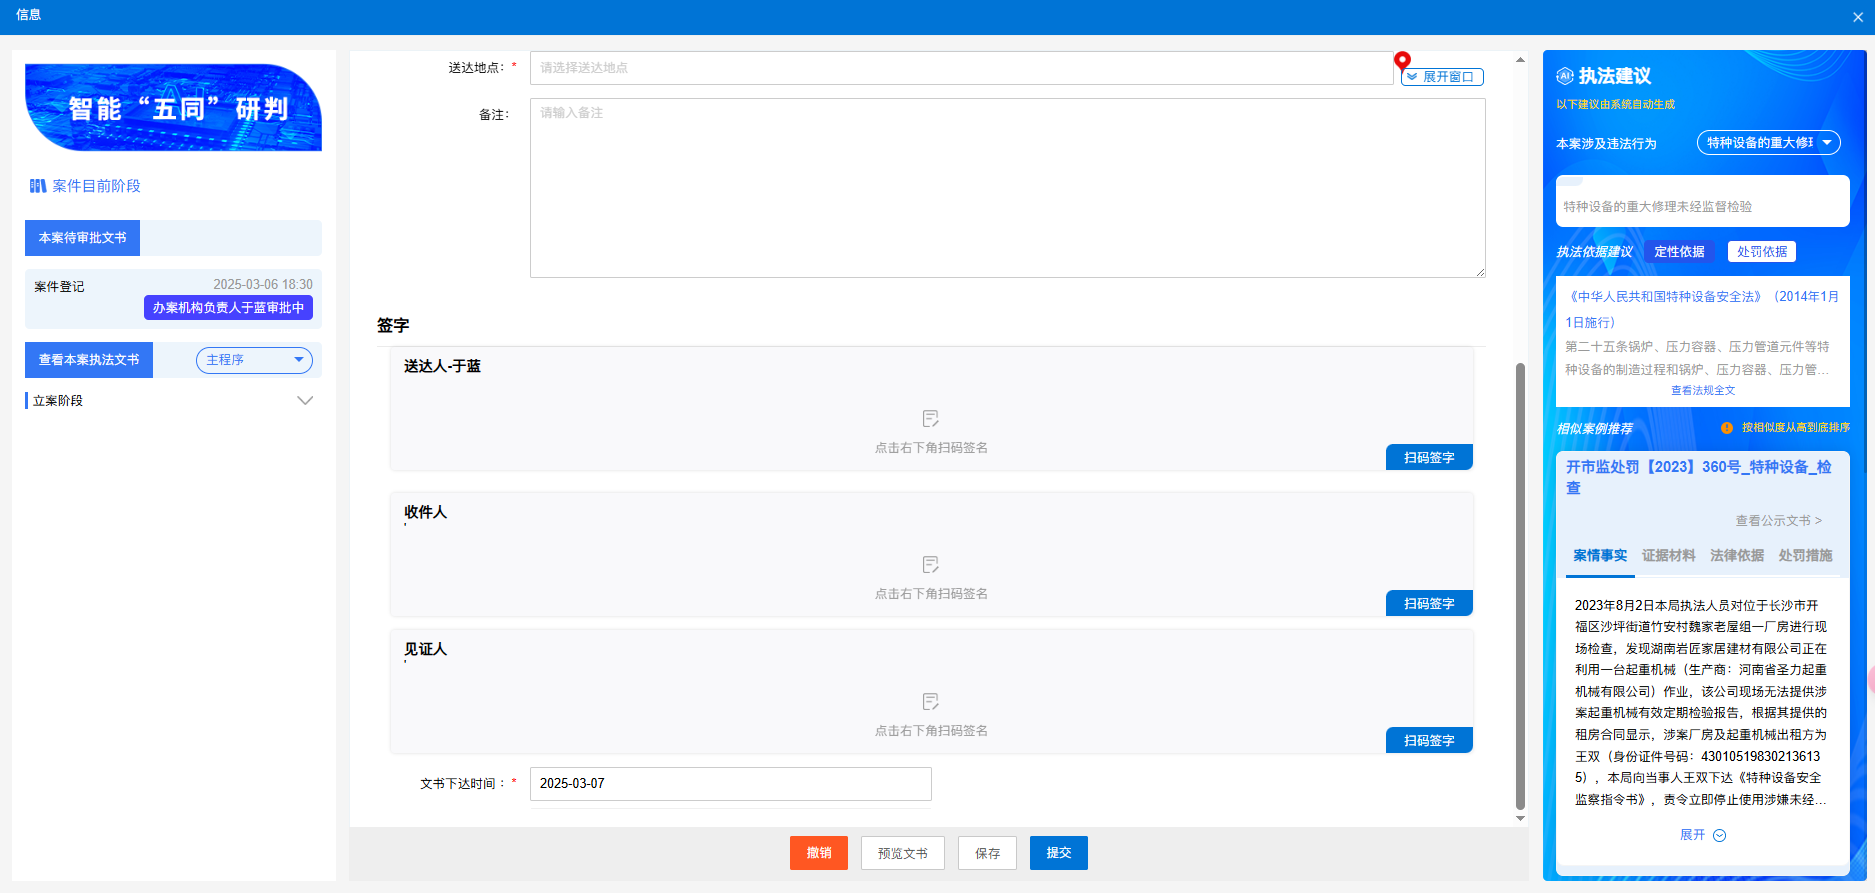 信息
智能“五同”研判
案件目前阶段
本案待审批文书
案件登记
2025-03-06 18:30
办案机构负责人于蓝审批中
查看本案执法文书
主程序
立案阶段
送达地点：*
请选择送达地点
展开窗口
备注：
请输入备注
签字
送达人-于蓝
点击右下角扫码签名
扫码签字
收件人
'
点击右下角扫码签名
扫码签字
见证人
'
点击右下角扫码签名
扫码签字
文书下达时间：*
2025-03-07
撤销
预览文书
保存
提交
AI 执法建议
以下建议由系统自动生成
本案涉及违法行为
特种设备的重大修
特种设备的重大修理未经监督检验
执法依据建议
定性依据
处罚依据
《中华人民共和国特种设备安全法》（2014年1月
1日施行）
第二十五条锅炉、压力容器、压力管道元件等特
种设备的制造过程和锅炉、压力容器、压力管...
查看法规全文
相似案例推荐
按相似度从高到底排序
开市监处罚【2023】360号_特种设备_检
查
查看公示文书 >
案情事实
证据材料
法律依据
处罚措施
2023年8月2日本局执法人员对位于长沙市开
福区沙坪街道竹安村魏家老屋组一厂房进行现
场检查，发现湖南岩匠家居建材有限公司正在
利用一台起重机械（生产商：河南省圣力起重
机械有限公司）作业，该公司现场无法提供涉
案起重机械有效定期检验报告，根据其提供的
租房合同显示，涉案厂房及起重机械出租方为
王双（身份证件号码：43010519830213613
5），本局向当事人王双下达《特种设备安全
监察指令书》，责令立即停止使用涉嫌未经...
展开